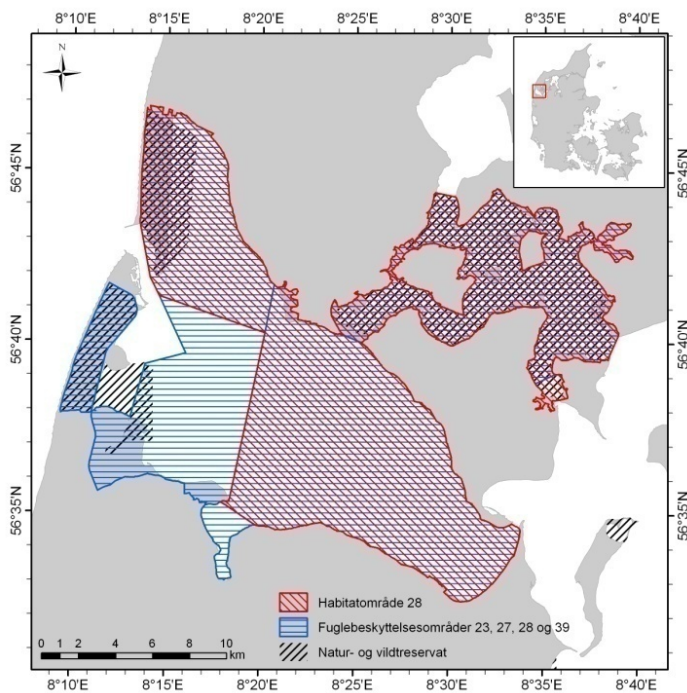 8°10'E 8°15'E 8°20'E 8°25'E 8°30'E 8°35'E 8°40'E
N
56°45'N 56°45'N
56°40'N 56°40'N
56°35'N 56°35'N
Habitatområde 28
Fuglebeskyttelsesområder 23, 27, 28 og 39
Natur- og vildtreservat
0 1 2 4 6 8 10
km
8°10'E 8°15'E 8°20'E 8°25'E 8°30'E 8°35'E 8°40'E